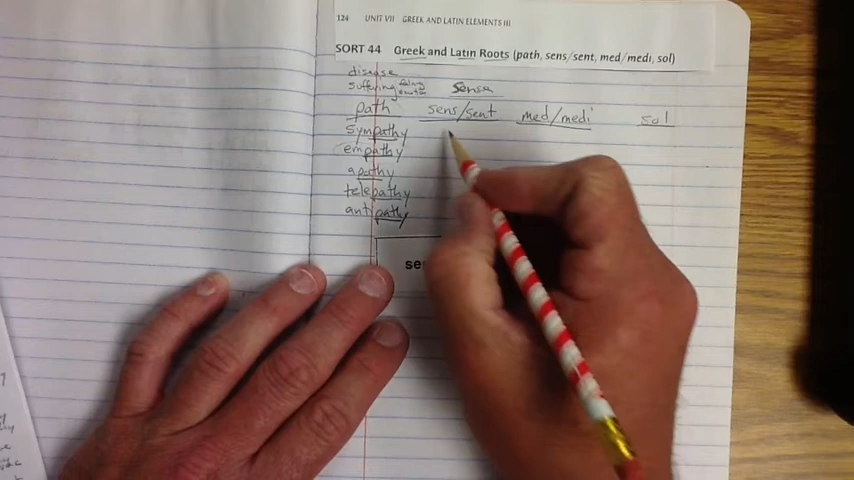 124 UNIT VII GREEK AND LATIN ELEMENTS III
SORT 44 Greek and Latin Roots (path, sens/sent, med/medi, sol)
disease
suffering sense
path sens/sent med/medi sol
sympathy
empathy
apathy
telepathy
antipathy